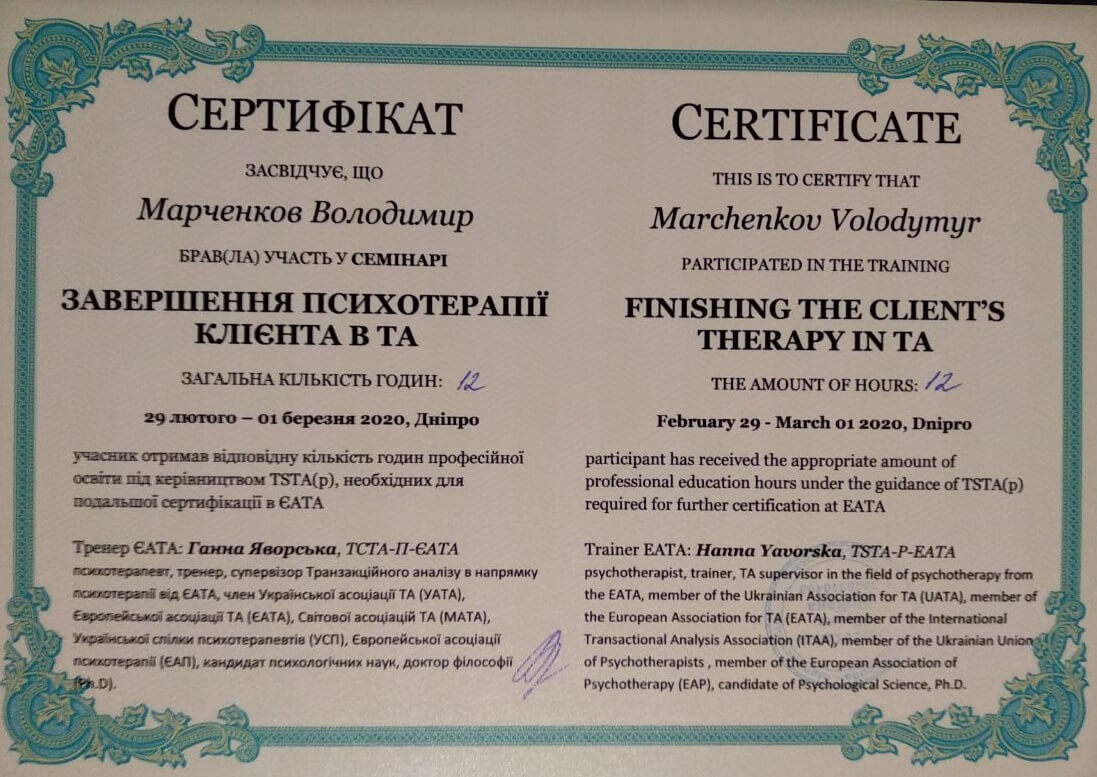 СЕРТИФІКАТ
ЗАСВІДЧУЄ, ЩО
Марченков Володимир
БРАВ(ЛА) УЧАСТЬ У СЕМІНАРІ
ЗАВЕРШЕННЯ ПСИХОТЕРАПІЇ
КЛІЄНТА В ТА
ЗАГАЛЬНА КІЛЬКІСТЬ ГОДИН: 12
29 лютого – 01 березня 2020, Дніпро
учасник отримав відповідну кількість годин професійної
освіти під керівництвом TSTA(p), необхідних для
подальшої сертифікації в ЄАТА
Тренер ЄАТА: Ганна Яворська, ТСТА-П-ЄАТА
психотерапевт, тренер, супервізор Транзакційного аналізу в напрямку
психотерапії від ЄАТА, член Української асоціації ТА (УАТА),
Європейської асоціації ТА (ЄАТА), Світової асоціацій ТА (МАТА),
Української спілки психотерапевтів (УСП), Європейської асоціації
психотерапії (ЄАП), кандидат психологічних наук, доктор філософії
(Ph.D).
CERTIFICATE
THIS IS TO CERTIFY THAT
Marchenkov Volodymyr
PARTICIPATED IN THE TRAINING
FINISHING THE CLIENT'S
THERAPY IN TA
THE AMOUNT OF HOURS: 12
February 29 - March 01 2020, Dnipro
participant has received the appropriate amount of
professional education hours under the guidance of TSTA(p)
required for further certification at EATA
Trainer EATA: Hanna Yavorska, TSTA-P-EATA
psychotherapist, trainer, TA supervisor in the field of psychotherapy from
the EATA, member of the Ukrainian Association for TA (UATA), member of
the European Association for TA (EATA), member of the International
Transactional Analysis Association (ITAA), member of the Ukrainian Union
of Psychotherapists , member of the European Association of
Psychotherapy (EAP), candidate of Psychological Science, Ph.D.